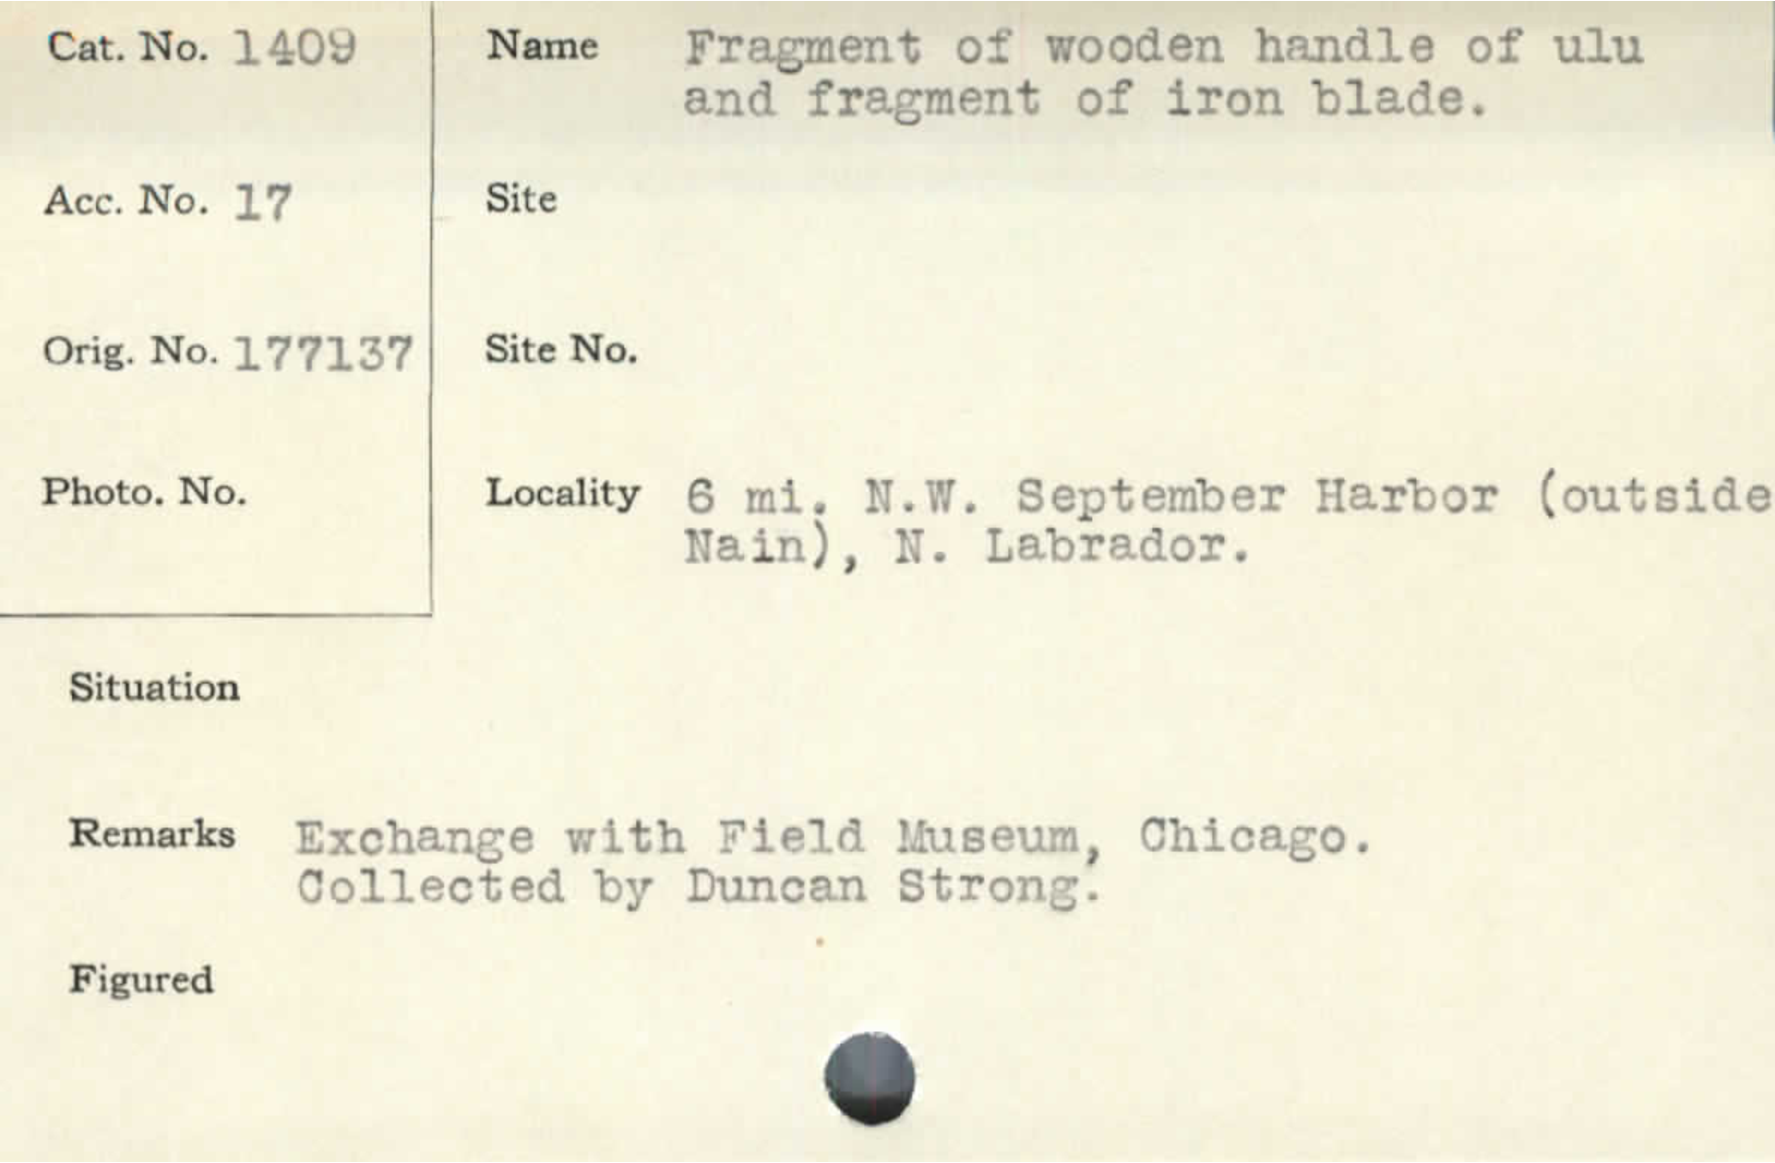 Cat. No. 1409
Name Fragment of wooden handle of ulu
and fragment of iron blade.
Acc. No. 17
Site
Orig. No. 177137
Site No.
Photo. No.
Locality 6 mi. N.W. September Harbor (outside
Nain), N. Labrador.
Situation
Remarks Exchange with Field Museum, Chicago.
Collected by Duncan Strong.
Figured